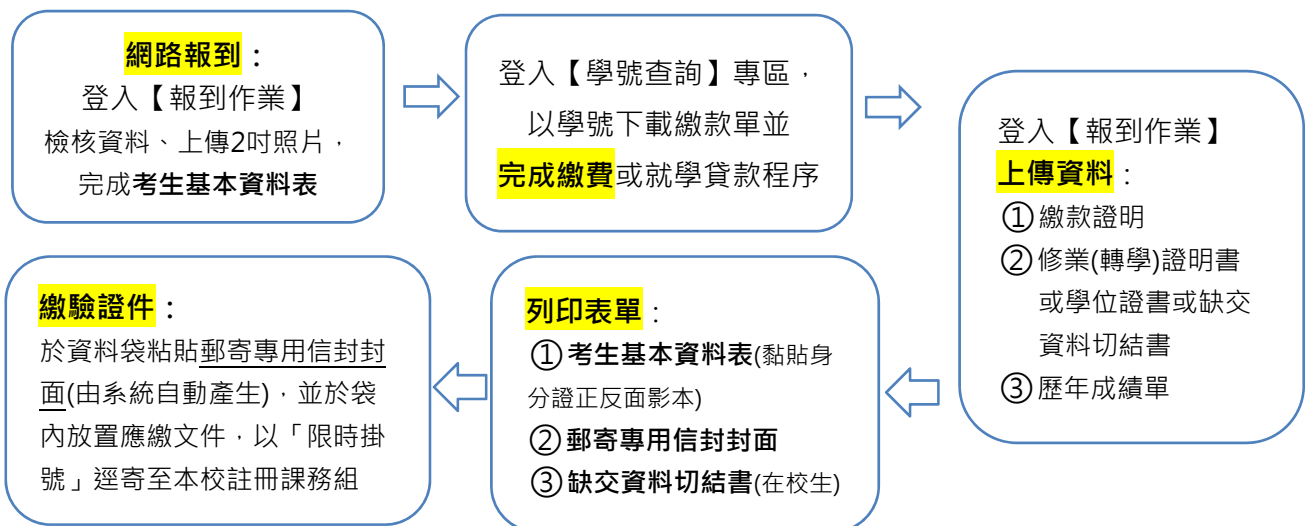 網路報到：
登入【報到作業】
檢核資料、上傳2吋照片，
完成考生基本資料表
登入【學號查詢】專區，
以學號下載繳款單並
完成繳費或就學貸款程序
登入【報到作業】
上傳資料：
①繳款證明
②修業(轉學)證明書
或學位證書或缺交
資料切結書
③歷年成績單
列印表單：
①考生基本資料表(黏貼身
分證正反面影本)
②郵寄專用信封封面
③缺交資料切結書(在校生)
繳驗證件：
於資料袋粘貼郵寄專用信封封
面(由系統自動產生)，並於袋
內放置應繳文件，以「限時掛
號」逕寄至本校註冊課務組